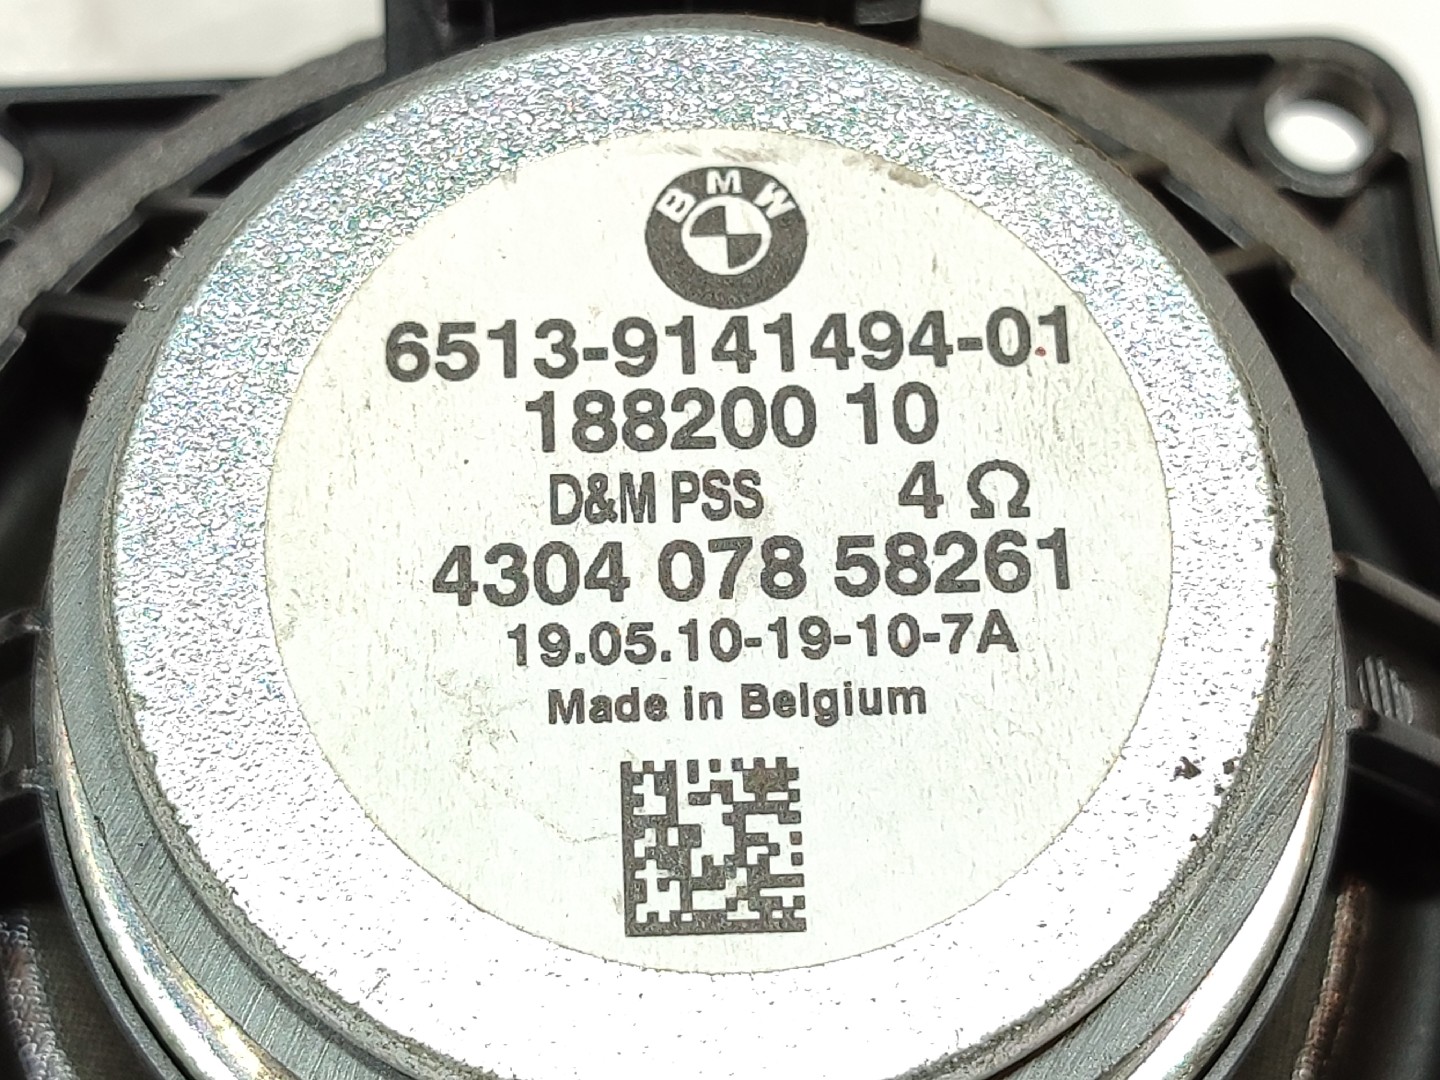 BMW
6513-9141494-01
188200 10
D&M PSS 4 Ω
4304 078 58261
19.05.10-19-10-7A
Made in Belgium